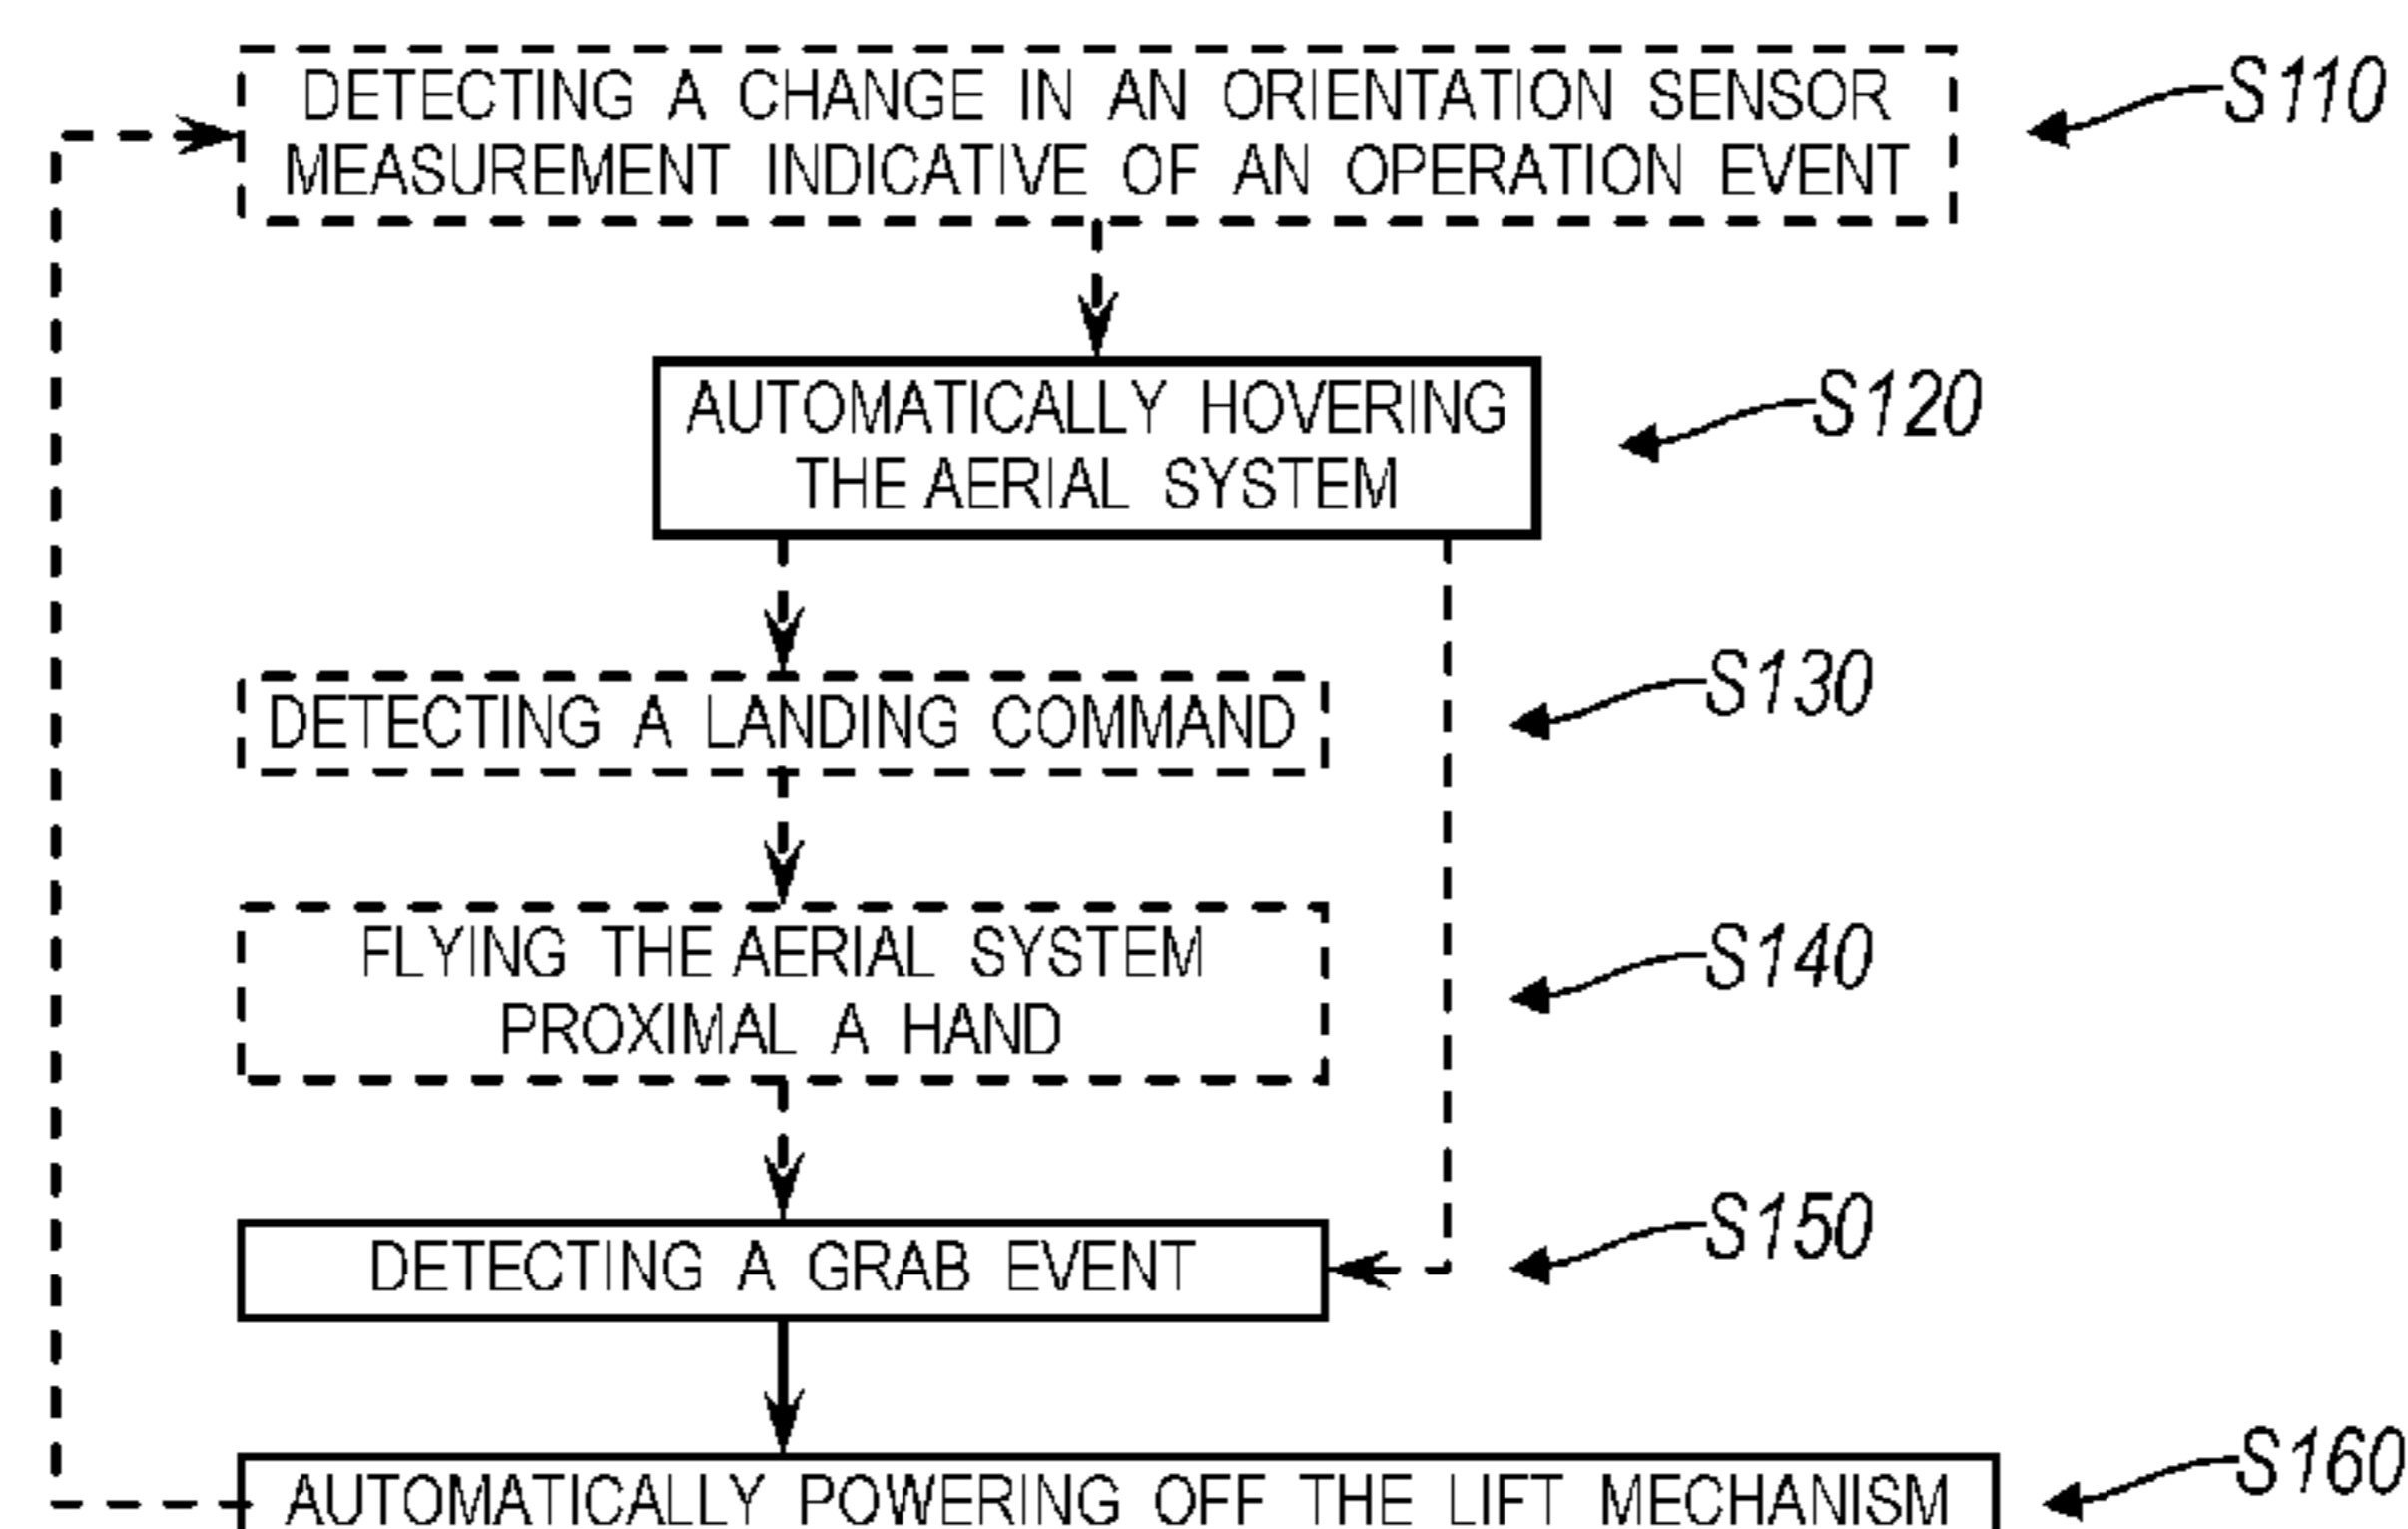 DETECTING A CHANGE IN AN ORIENTATION SENSOR
MEASUREMENT INDICATIVE OF AN OPERATION EVENT
S110
AUTOMATICALLY HOVERING
THE AERIAL SYSTEM
S120
DETECTING A LANDING COMMAND
S130
FLYING THE AERIAL SYSTEM
PROXIMAL A HAND
S140
DETECTING A GRAB EVENT
S150
AUTOMATICALLY POWERING OFF THE LIFT MECHANISM
S160